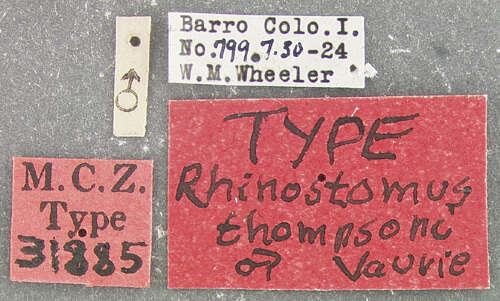 ♂
Barro Colo. I.
No. 799. 7.30-24
W.M. Wheeler
M.C.Z.
Type
31885
TYPE
Rhinostomus
thompsoni
♂ Vaurie